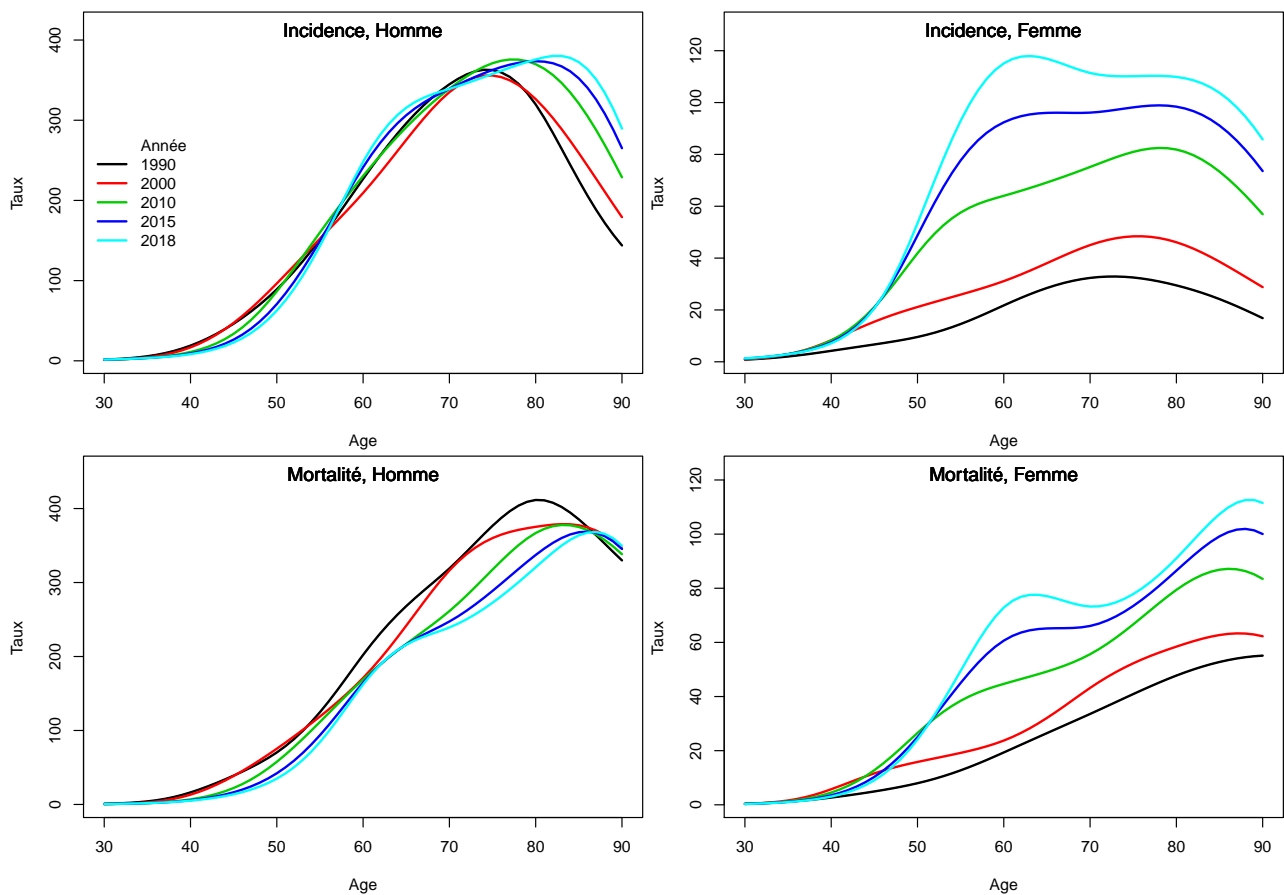 Incidence, Homme
Taux
0
100
200
300
400
Année
1990
2000
2010
2015
2018
30 40 50 60 70 80 90
Age
Incidence, Femme
Taux
0
20
40
60
80
100
120
30 40 50 60 70 80 90
Age
Mortalité, Homme
Taux
0
100
200
300
400
30 40 50 60 70 80 90
Age
Mortalité, Femme
Taux
0
20
40
60
80
100
120
30 40 50 60 70 80 90
Age